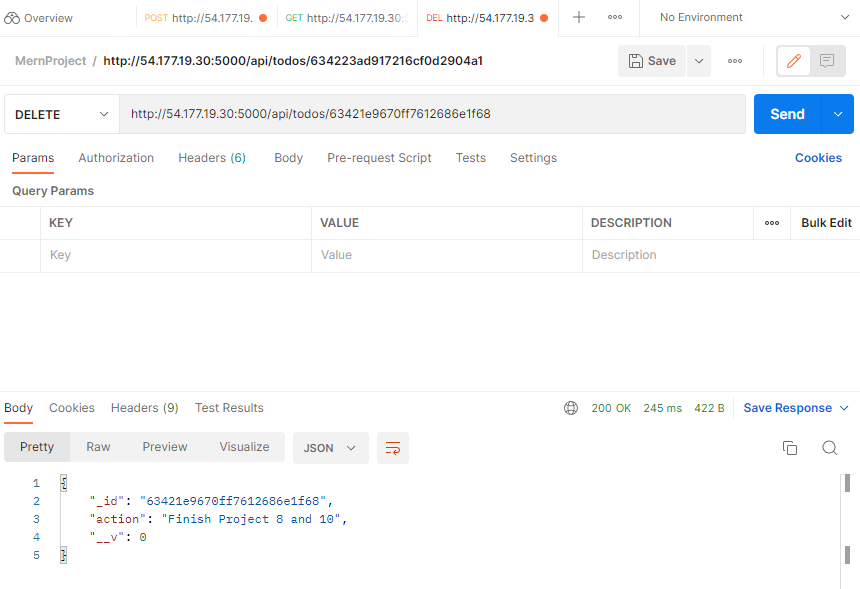 Overview
POST http://54.177.19.
GET http://54.177.19.30:5
DEL http://54.177.19.3
No Environment
MernProject / http://54.177.19.30:5000/api/todos/634223ad917216cf0d2904a1
Save
DELETE
http://54.177.19.30:5000/api/todos/63421e9670ff7612686e1f68
Send
Params Authorization Headers (6) Body Pre-request Script Tests Settings Cookies
Query Params
KEY VALUE DESCRIPTION Bulk Edit
Key Value Description
Body Cookies Headers (9) Test Results 200 OK 245 ms 422 B Save Response
Pretty Raw Preview Visualize JSON
1 {
2 "_id": "63421e9670ff7612686e1f68",
3 "action": "Finish Project 8 and 10",
4 "__v": 0
5 }